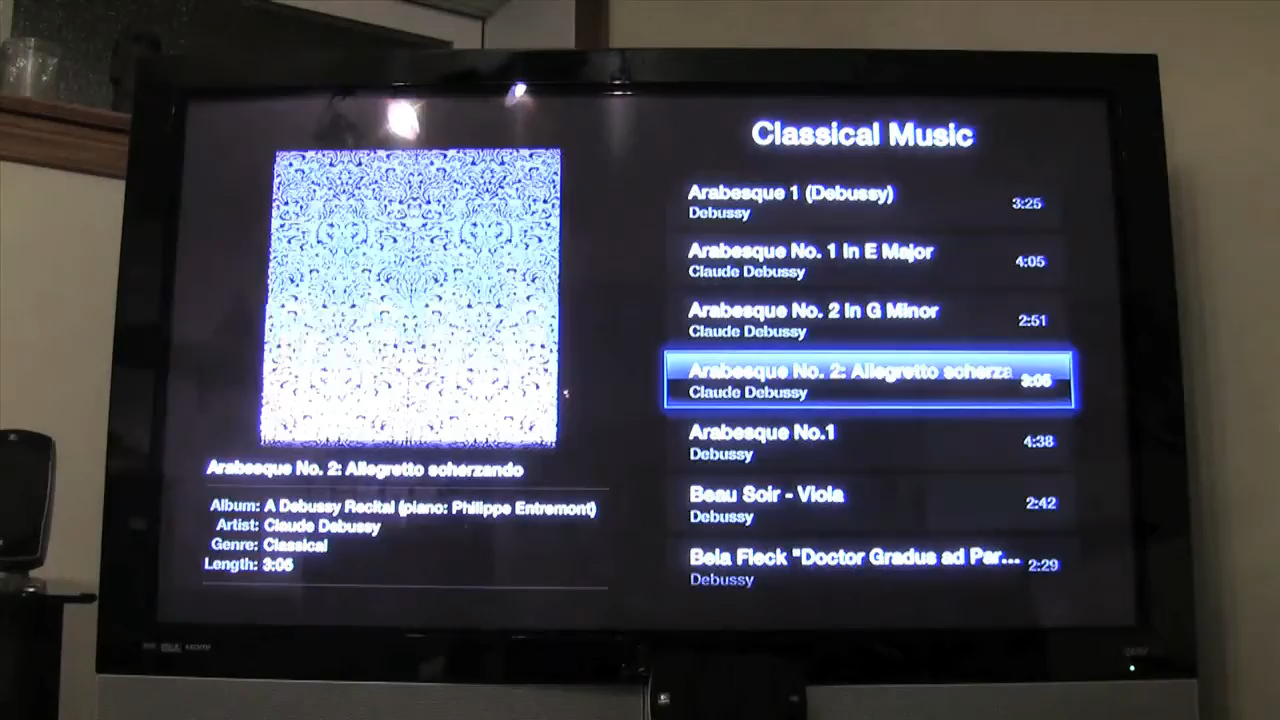 Classical Music
Arabesque 1 (Debussy)
Debussy
3:25
Arabesque No. 1 in E Major
Claude Debussy
4:05
Arabesque No. 2 in G Minor
Claude Debussy
2:51
Arabesque No. 2: Allegretto scherza
Claude Debussy
3:05
Arabesque No.1
Debussy
4:38
Beau Soir - Viola
Debussy
2:42
Bela Fleck "Doctor Gradus ad Par...
Debussy
2:29
Arabesque No. 2: Allegretto scherzando
Album: A Debussy Recital (piano: Philippe Entremont)
Artist: Claude Debussy
Genre: Classical
Length: 3:05
HDMI